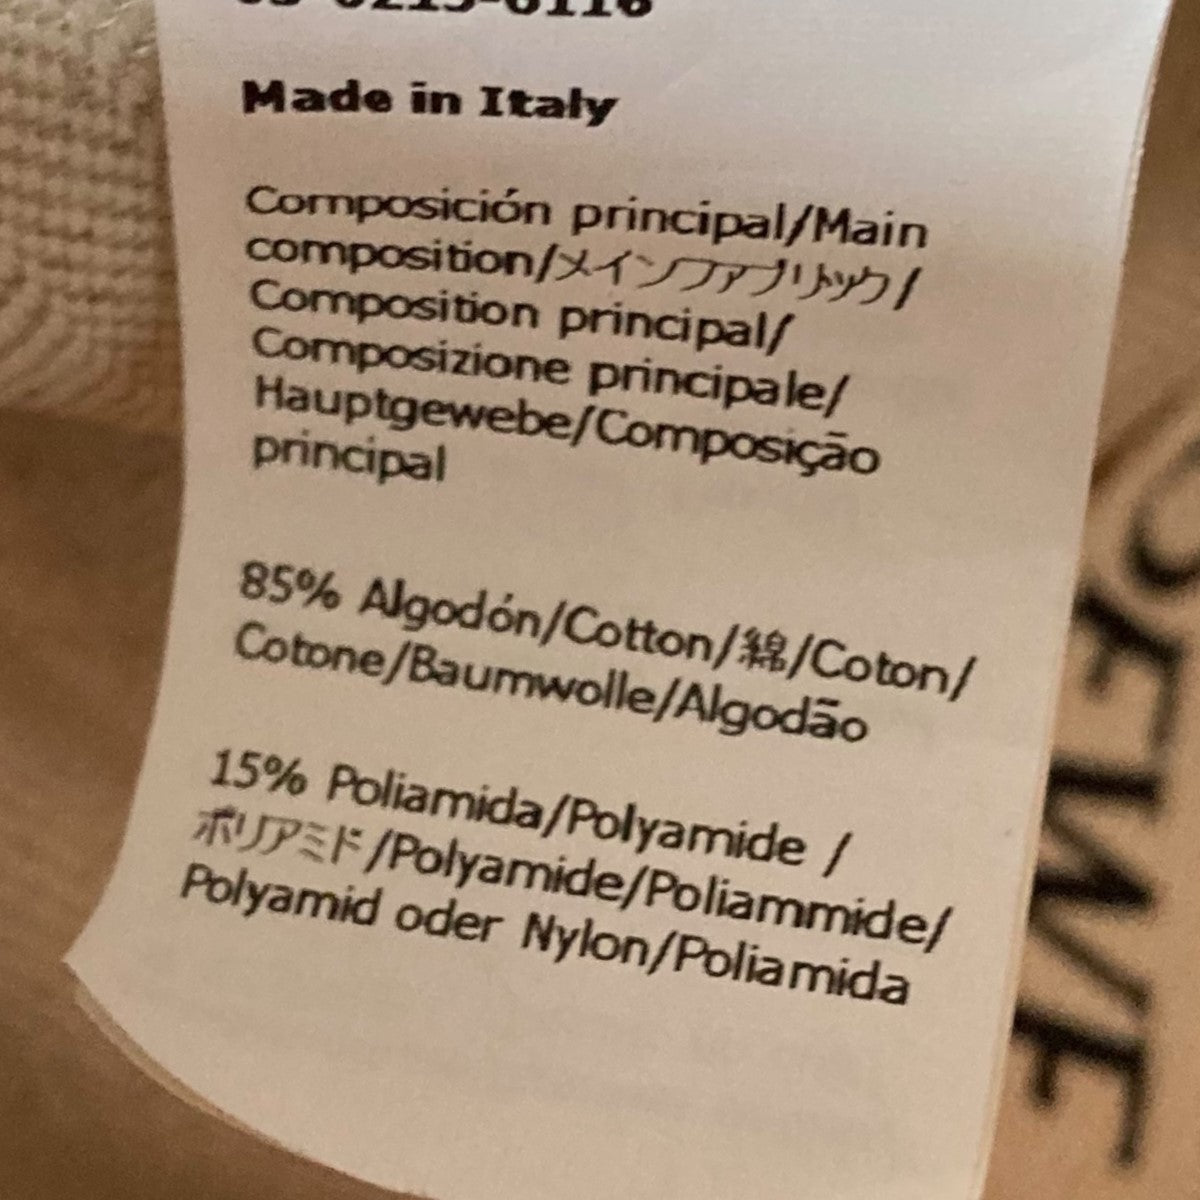 Made in Italy
Composición principal/Main
composition/メインファブリック/
Composition principal/
Composizione principale/
Hauptgewebe/Composição
principal
85% Algodón/Cotton/綿/Coton/
Cotone/Baumwolle/Algodão
15% Poliamida/Polyamide /
ポリアミド/Polyamide/Poliammide/
Polyamid oder Nylon/Poliamida